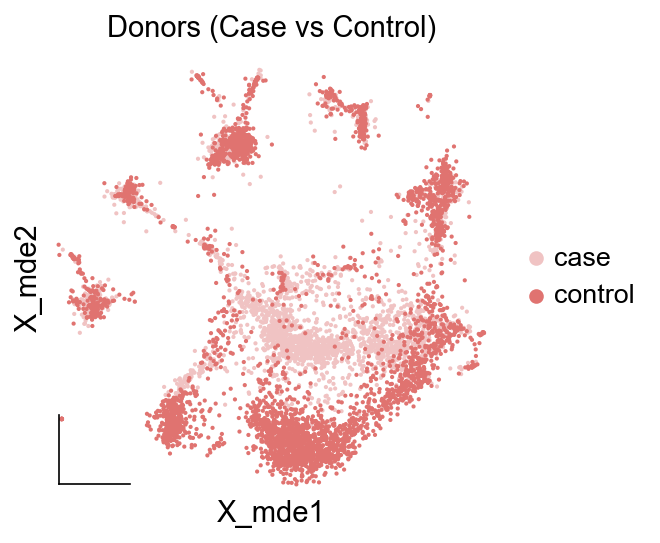 Donors (Case vs Control)
X_mde2
case
control
X_mde1